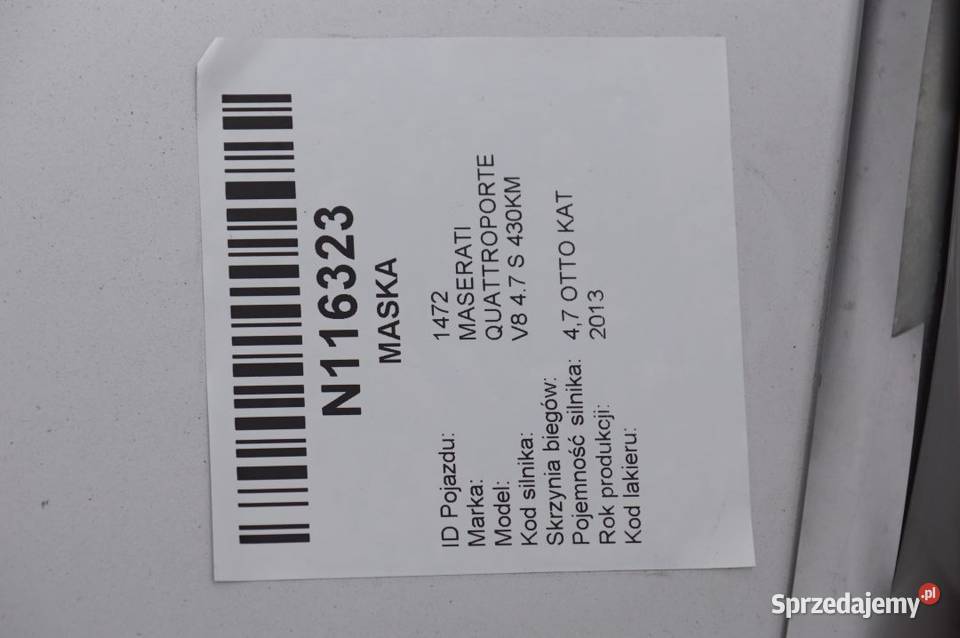 N116323
MASKA
ID Pojazdu: 1472
Marka: MASERATI
Model: QUATTROPORTE
Kod silnika: V8 4.7 S 430KM
Skrzynia biegów:
Pojemność silnika: 4,7 OTTO KAT
Rok produkcji: 2013
Kod lakieru:
Sprzedajemy.pl